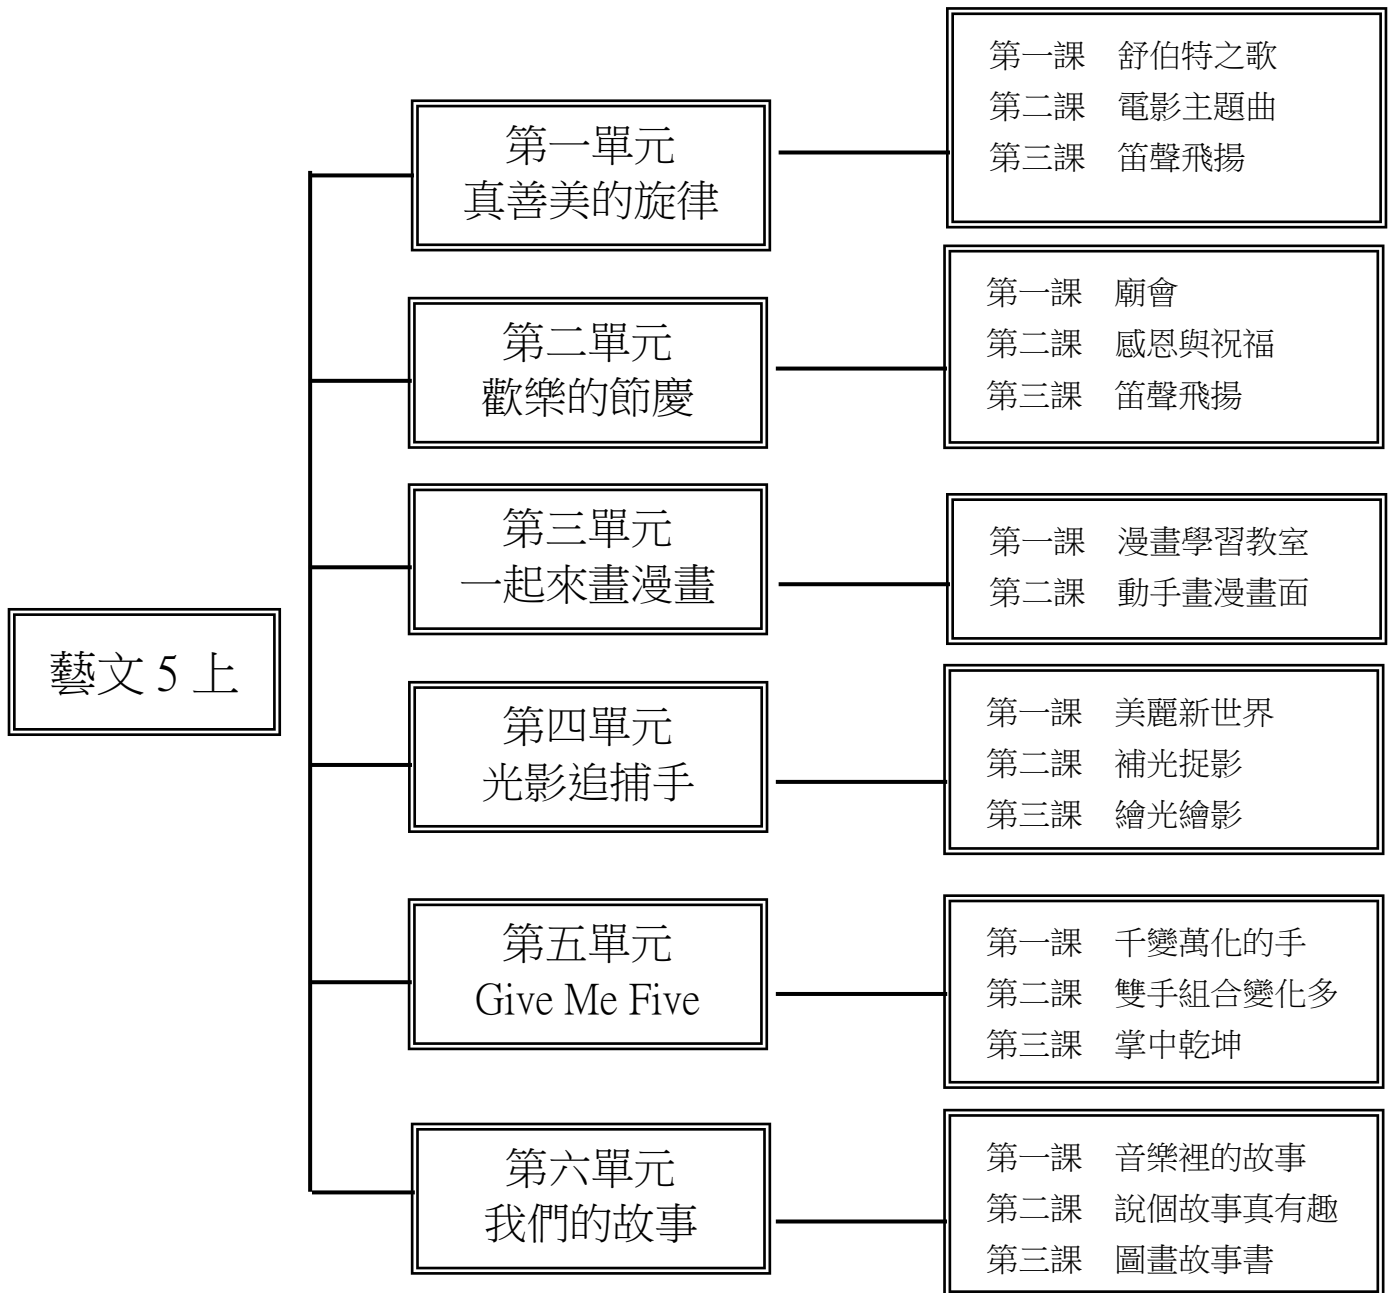 藝文 5 上
第一單元
真善美的旋律
第一課　舒伯特之歌
第二課　電影主題曲
第三課　笛聲飛揚
第二單元
歡樂的節慶
第一課　廟會
第二課　感恩與祝福
第三課　笛聲飛揚
第三單元
一起來畫漫畫
第一課　漫畫學習教室
第二課　動手畫漫畫面
第四單元
光影追捕手
第一課　美麗新世界
第二課　補光捉影
第三課　繪光繪影
第五單元
Give Me Five
第一課　千變萬化的手
第二課　雙手組合變化多
第三課　掌中乾坤
第六單元
我們的故事
第一課　音樂裡的故事
第二課　說個故事真有趣
第三課　圖畫故事書